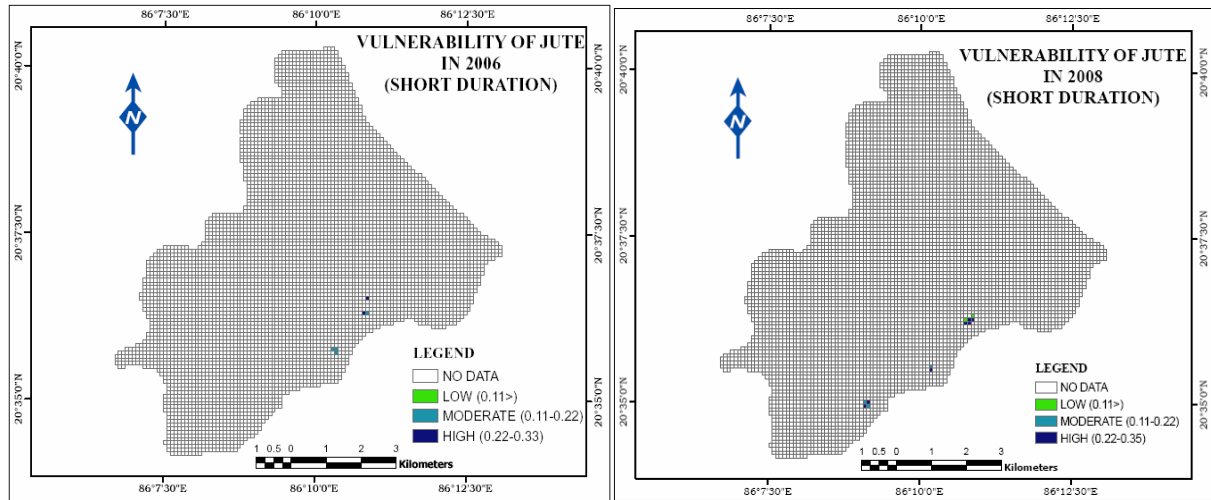 86°7'30"E 86°10'0"E 86°12'30"E
VULNERABILITY OF JUTE
IN 2006
(SHORT DURATION)
N
20°40'0"N
20°40'0"N
20°37'30"N
20°37'30"N
20°35'0"N
20°35'0"N
LEGEND
NO DATA
LOW (0.11>)
MODERATE (0.11-0.22)
HIGH (0.22-0.33)
1 0.5 0 1 2 3
Kilometers
86°7'30"E 86°10'0"E 86°12'30"E
86°7'30"E 86°10'0"E 86°12'30"E
VULNERABILITY OF JUTE
IN 2008
(SHORT DURATION)
N
20°40'0"N
20°40'0"N
20°37'30"N
20°37'30"N
20°35'0"N
20°35'0"N
LEGEND
NO DATA
LOW (0.11>)
MODERATE (0.11-0.22)
HIGH (0.22-0.35)
1 0.5 0 1 2 3
Kilometers
86°7'30"E 86°10'0"E 86°12'30"E